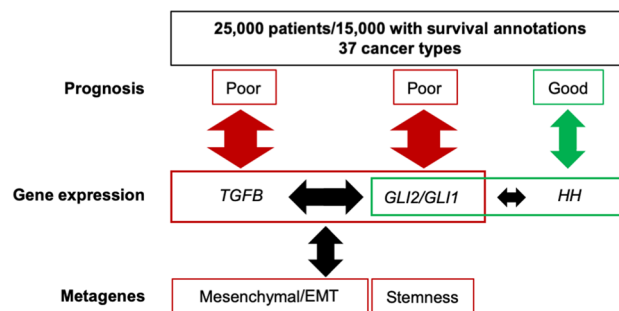 25,000 patients/15,000 with survival annotations
37 cancer types
Prognosis Poor Poor Good
Gene expression TGFB GLI2/GLI1 HH
Metagenes Mesenchymal/EMT Stemness